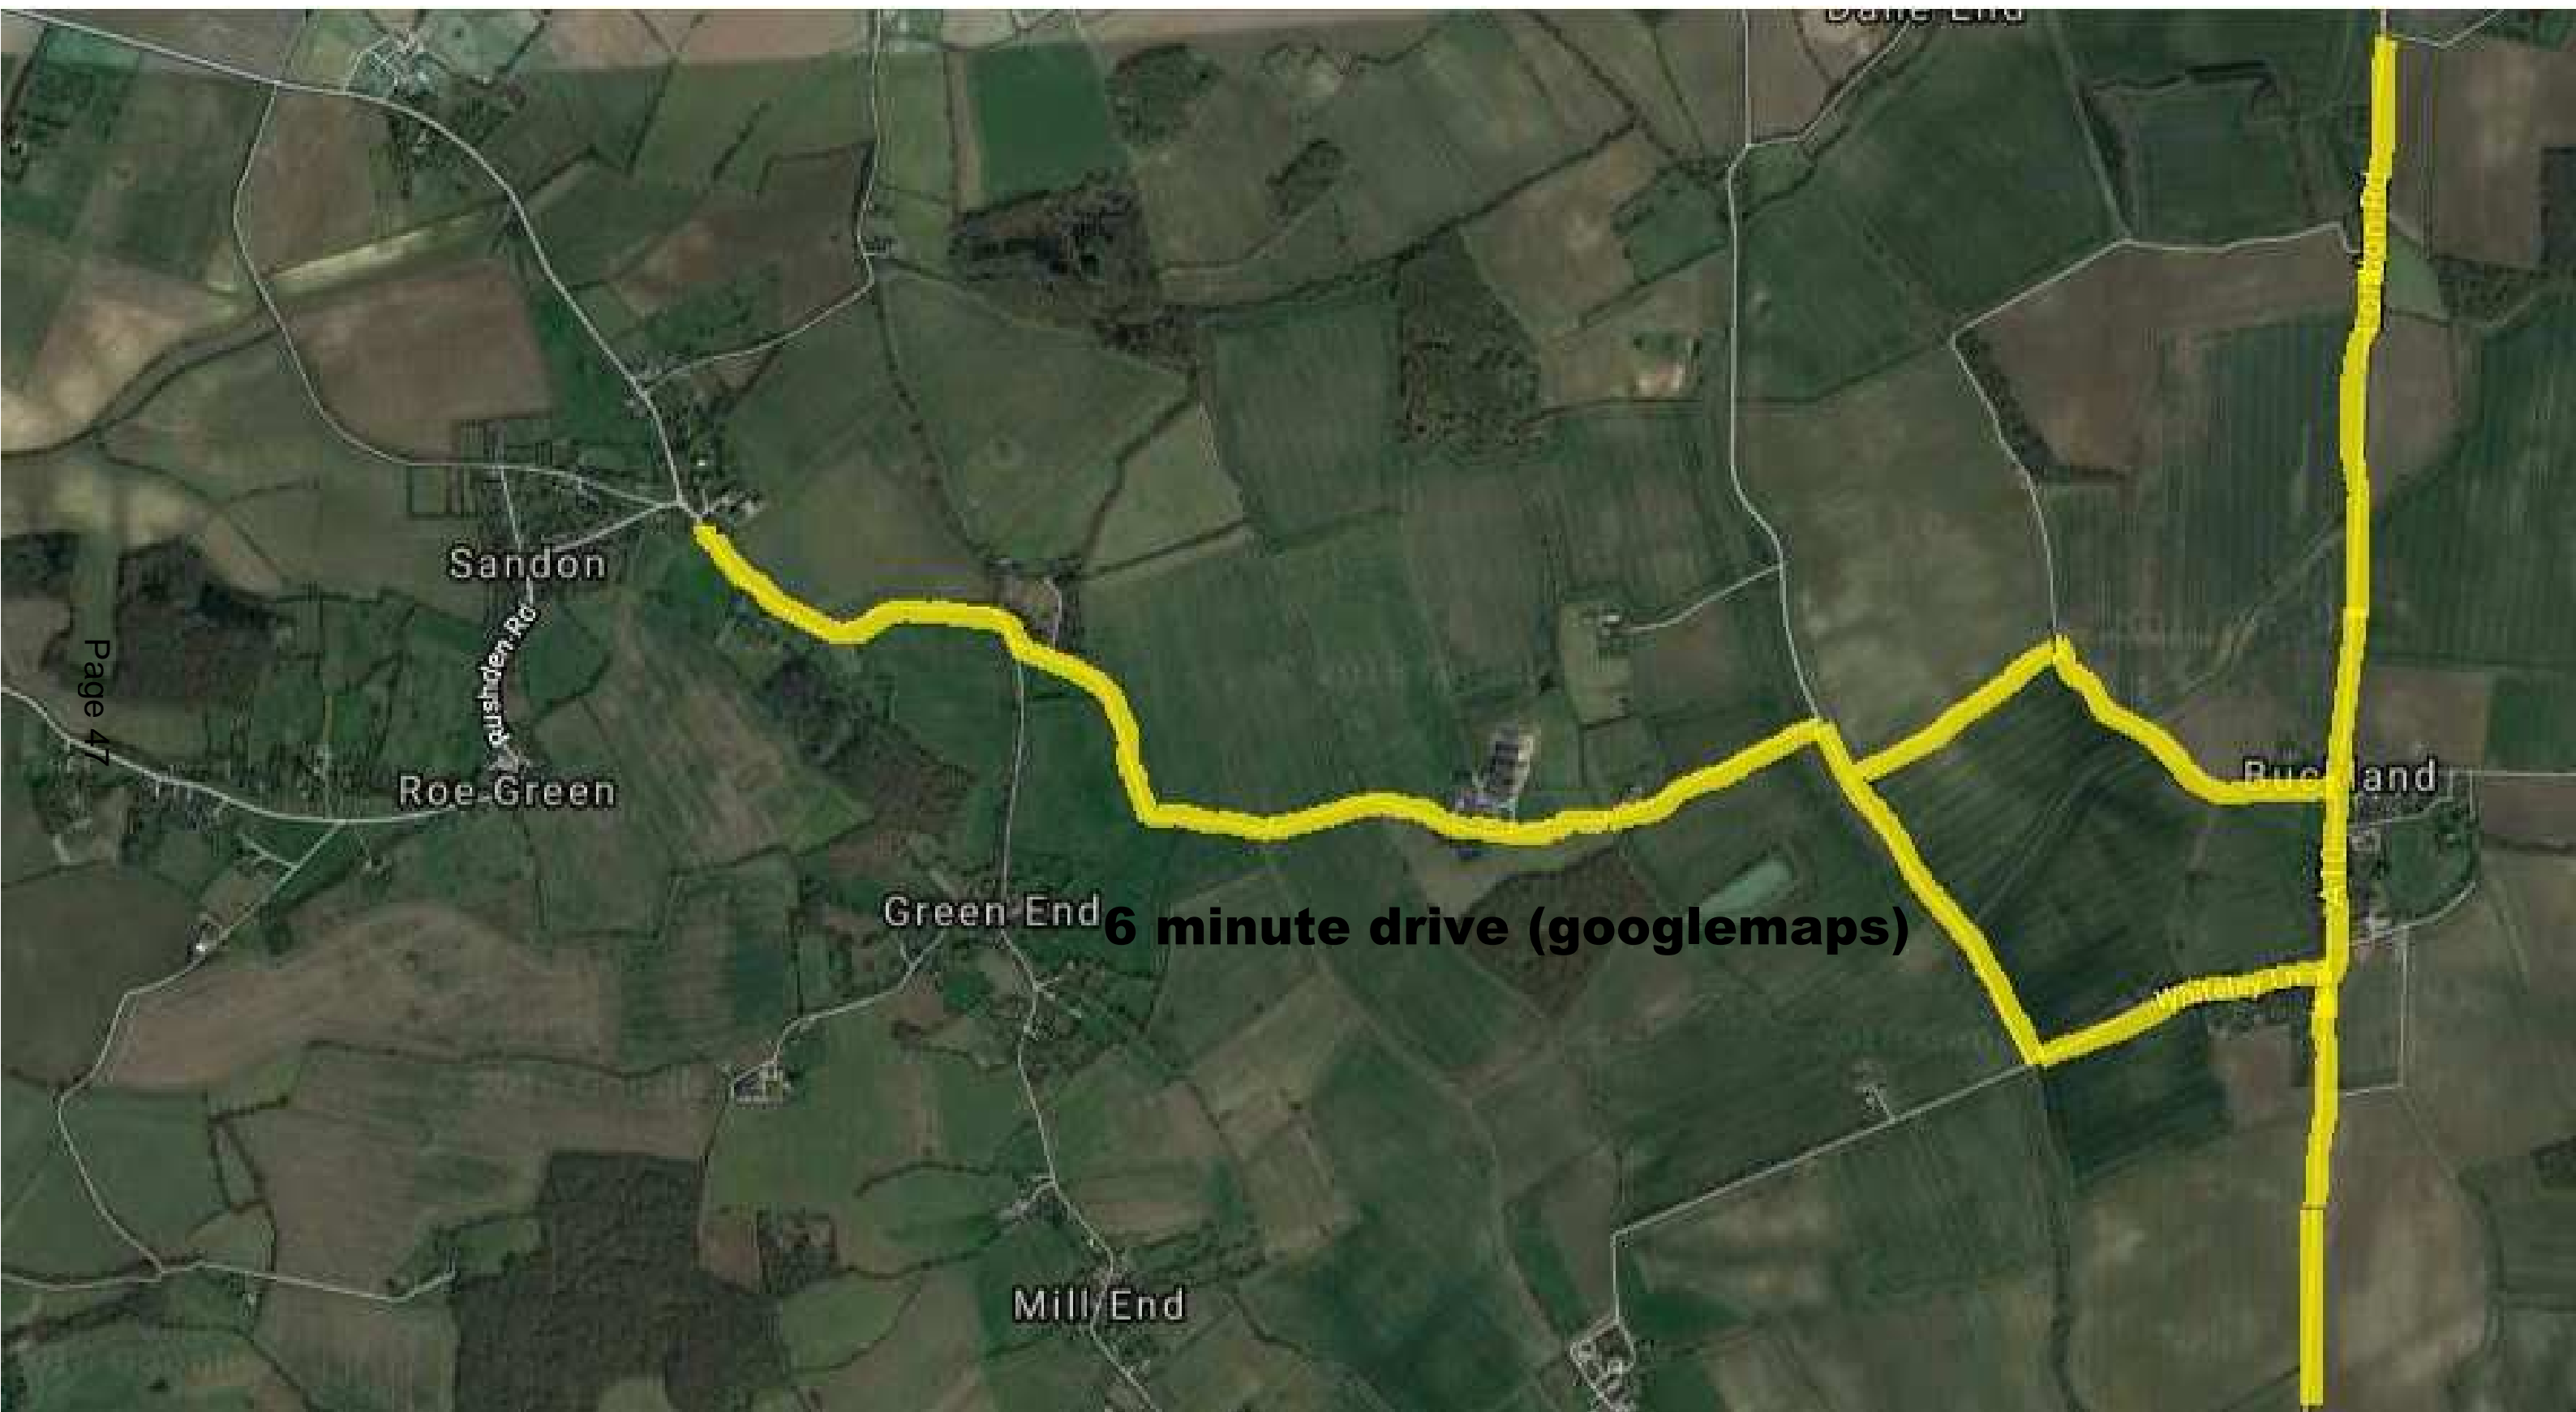 Dane End
Sandon
Rushden Rd
Page 47
Buckland
Roe Green
Green End
6 minute drive (googlemaps)
Mill End